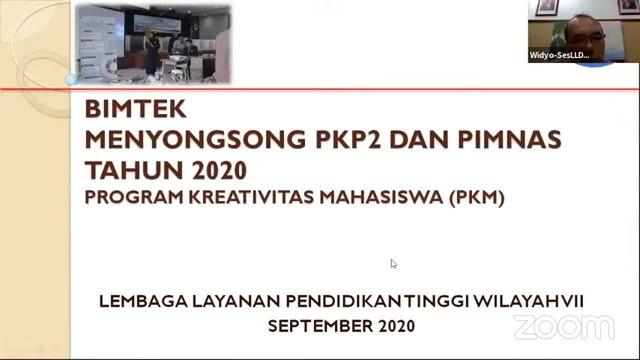 Widyo-SesLLD...
BIMTEK
MENYONGSONG PKP2 DAN PIMNAS
TAHUN 2020
PROGRAM KREATIVITAS MAHASISWA (PKM)
LEMBAGA LAYANAN PENDIDIKAN TINGGI WILAYAH VII
SEPTEMBER 2020
zoom